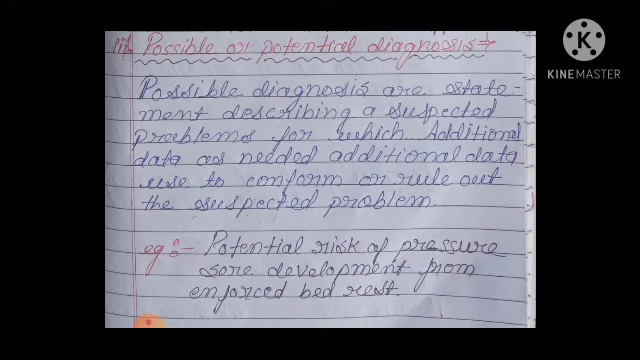 iii) Possible or potential diagnosis⇒
Possible diagnosis are state-
ment describing a suspected
problems for which Additional
data as needed additional data
use to conform or rule out
the suspected problem.
eg:- Potential risk of pressure
sore development from
enforced bed rest.
K
KINEMASTER